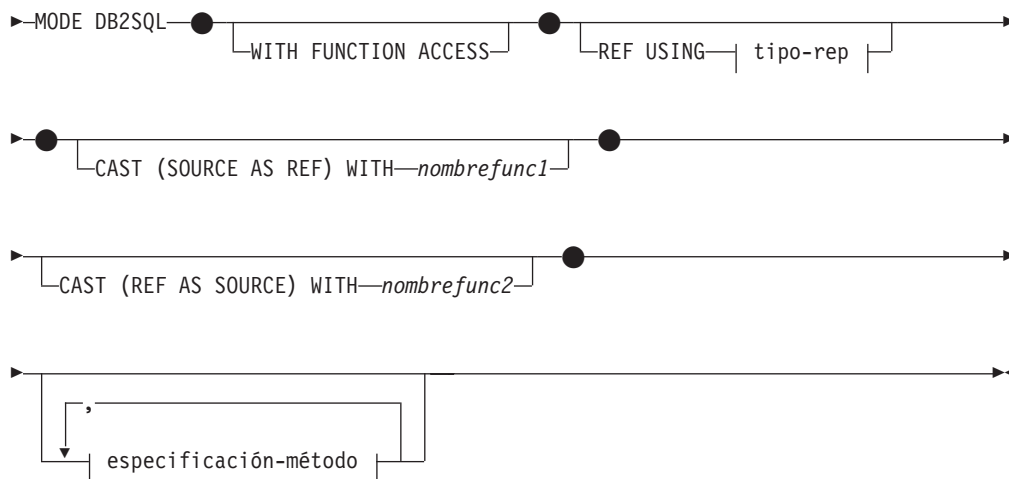 MODE DB2SQL
WITH FUNCTION ACCESS
REF USING tipo-rep
CAST (SOURCE AS REF) WITH nombrefunc1
CAST (REF AS SOURCE) WITH nombrefunc2
,
especificación-método